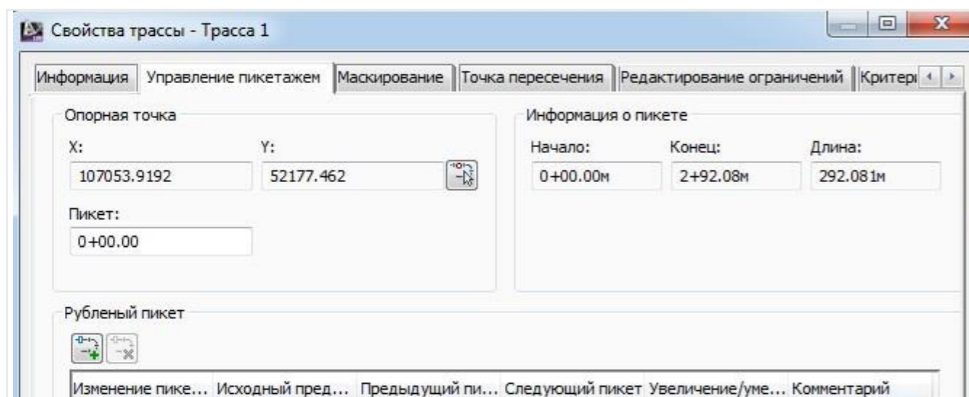 Свойства трассы - Трасса 1
Информация Управление пикетажем Маскирование Точка пересечения Редактирование ограничений Критери
Опорная точка Информация о пикете
X: Y: Начало: Конец: Длина:
107053.9192 52177.462 0+00.00м 2+92.08м 292.081м
Пикет:
0+00.00
Рубленый пикет
Изменение пике... Исходный пред... Предыдущий пи... Следующий пикет Увеличение/уме... Комментарий